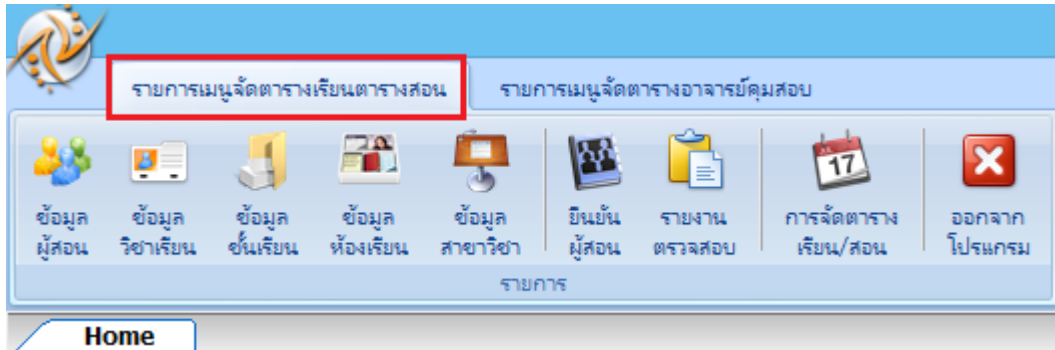 รายการเมนูจัดตารางเรียนตารางสอน รายการเมนูจัดตารางอาจารย์คุมสอบ
17
ข้อมูล ข้อมูล ข้อมูล ข้อมูล ข้อมูล ยืนยัน รายงาน การจัดตาราง ออกจาก
ผู้สอน วิชาเรียน ชั้นเรียน ห้องเรียน สาขาวิชา ผู้สอน ตรวจสอบ เรียน/สอน โปรแกรม
รายการ
Home